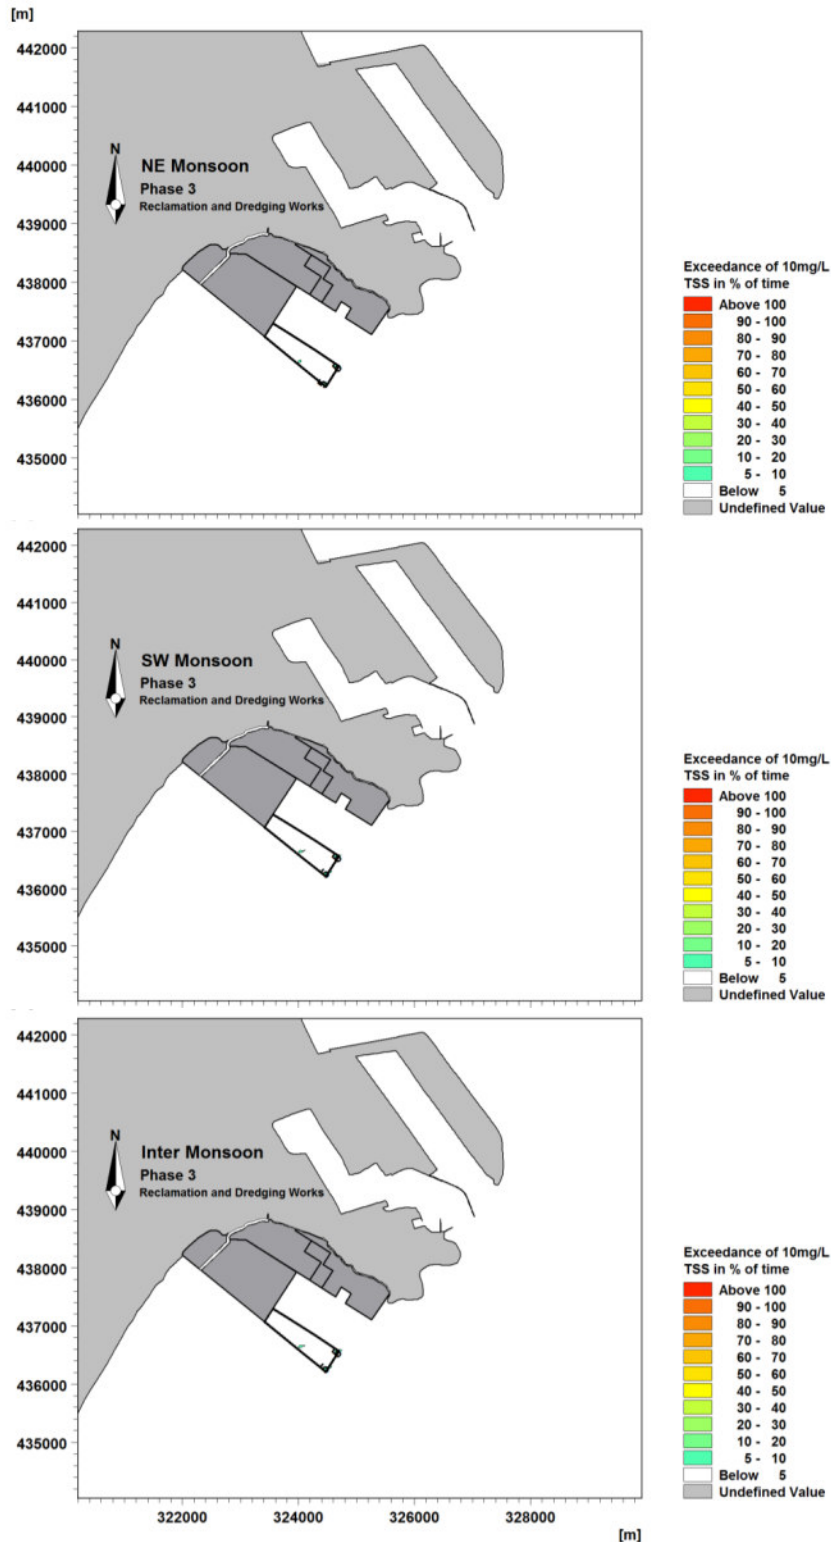 [m]
442000
441000
440000
439000
438000
437000
436000
435000
N
NE Monsoon
Phase 3
Reclamation and Dredging Works
Exceedance of 10mg/L
TSS in % of time
Above 100
90 - 100
80 - 90
70 - 80
60 - 70
50 - 60
40 - 50
30 - 40
20 - 30
10 - 20
5 - 10
Below 5
Undefined Value
442000
441000
440000
439000
438000
437000
436000
435000
N
SW Monsoon
Phase 3
Reclamation and Dredging Works
Exceedance of 10mg/L
TSS in % of time
Above 100
90 - 100
80 - 90
70 - 80
60 - 70
50 - 60
40 - 50
30 - 40
20 - 30
10 - 20
5 - 10
Below 5
Undefined Value
442000
441000
440000
439000
438000
437000
436000
435000
N
Inter Monsoon
Phase 3
Reclamation and Dredging Works
Exceedance of 10mg/L
TSS in % of time
Above 100
90 - 100
80 - 90
70 - 80
60 - 70
50 - 60
40 - 50
30 - 40
20 - 30
10 - 20
5 - 10
Below 5
Undefined Value
322000 324000 326000 328000
[m]